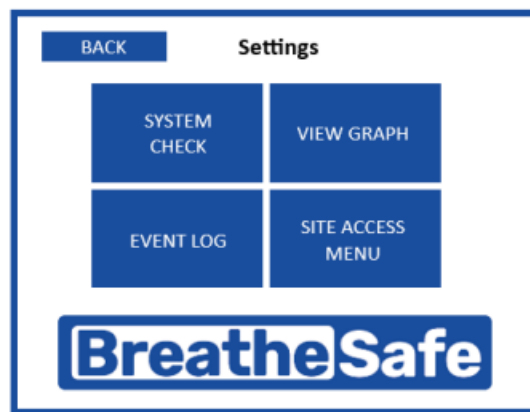 BACK
Settings
SYSTEM
CHECK
VIEW GRAPH
EVENT LOG
SITE ACCESS
MENU
BreatheSafe